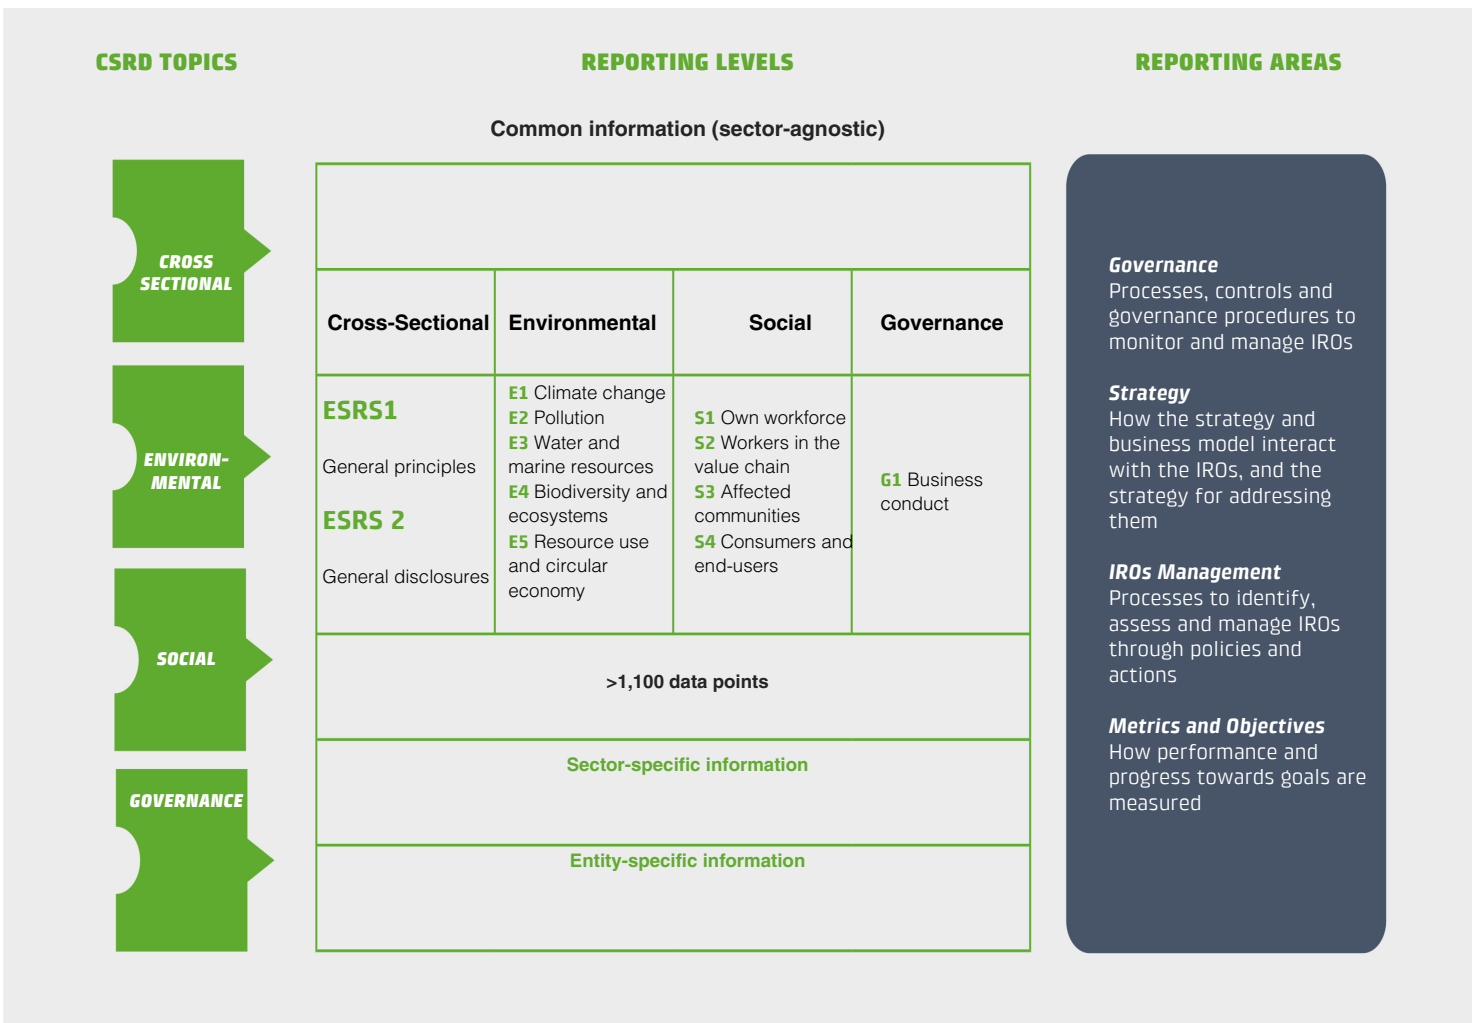 CSRD TOPICS
REPORTING LEVELS
REPORTING AREAS
Common information (sector-agnostic)
CROSS
SECTIONAL
ENVIRON-
MENTAL
SOCIAL
GOVERNANCE
Cross-Sectional
Environmental
Social
Governance
ESRS1
General principles
ESRS 2
General disclosures
E1 Climate change
E2 Pollution
E3 Water and
marine resources
E4 Biodiversity and
ecosystems
E5 Resource use
and circular
economy
S1 Own workforce
S2 Workers in the
value chain
S3 Affected
communities
S4 Consumers and
end-users
G1 Business
conduct
>1,100 data points
Sector-specific information
Entity-specific information
Governance
Processes, controls and
governance procedures to
monitor and manage IROs
Strategy
How the strategy and
business model interact
with the IROs, and the
strategy for addressing
them
IROs Management
Processes to identify,
assess and manage IROs
through policies and
actions
Metrics and Objectives
How performance and
progress towards goals are
measured